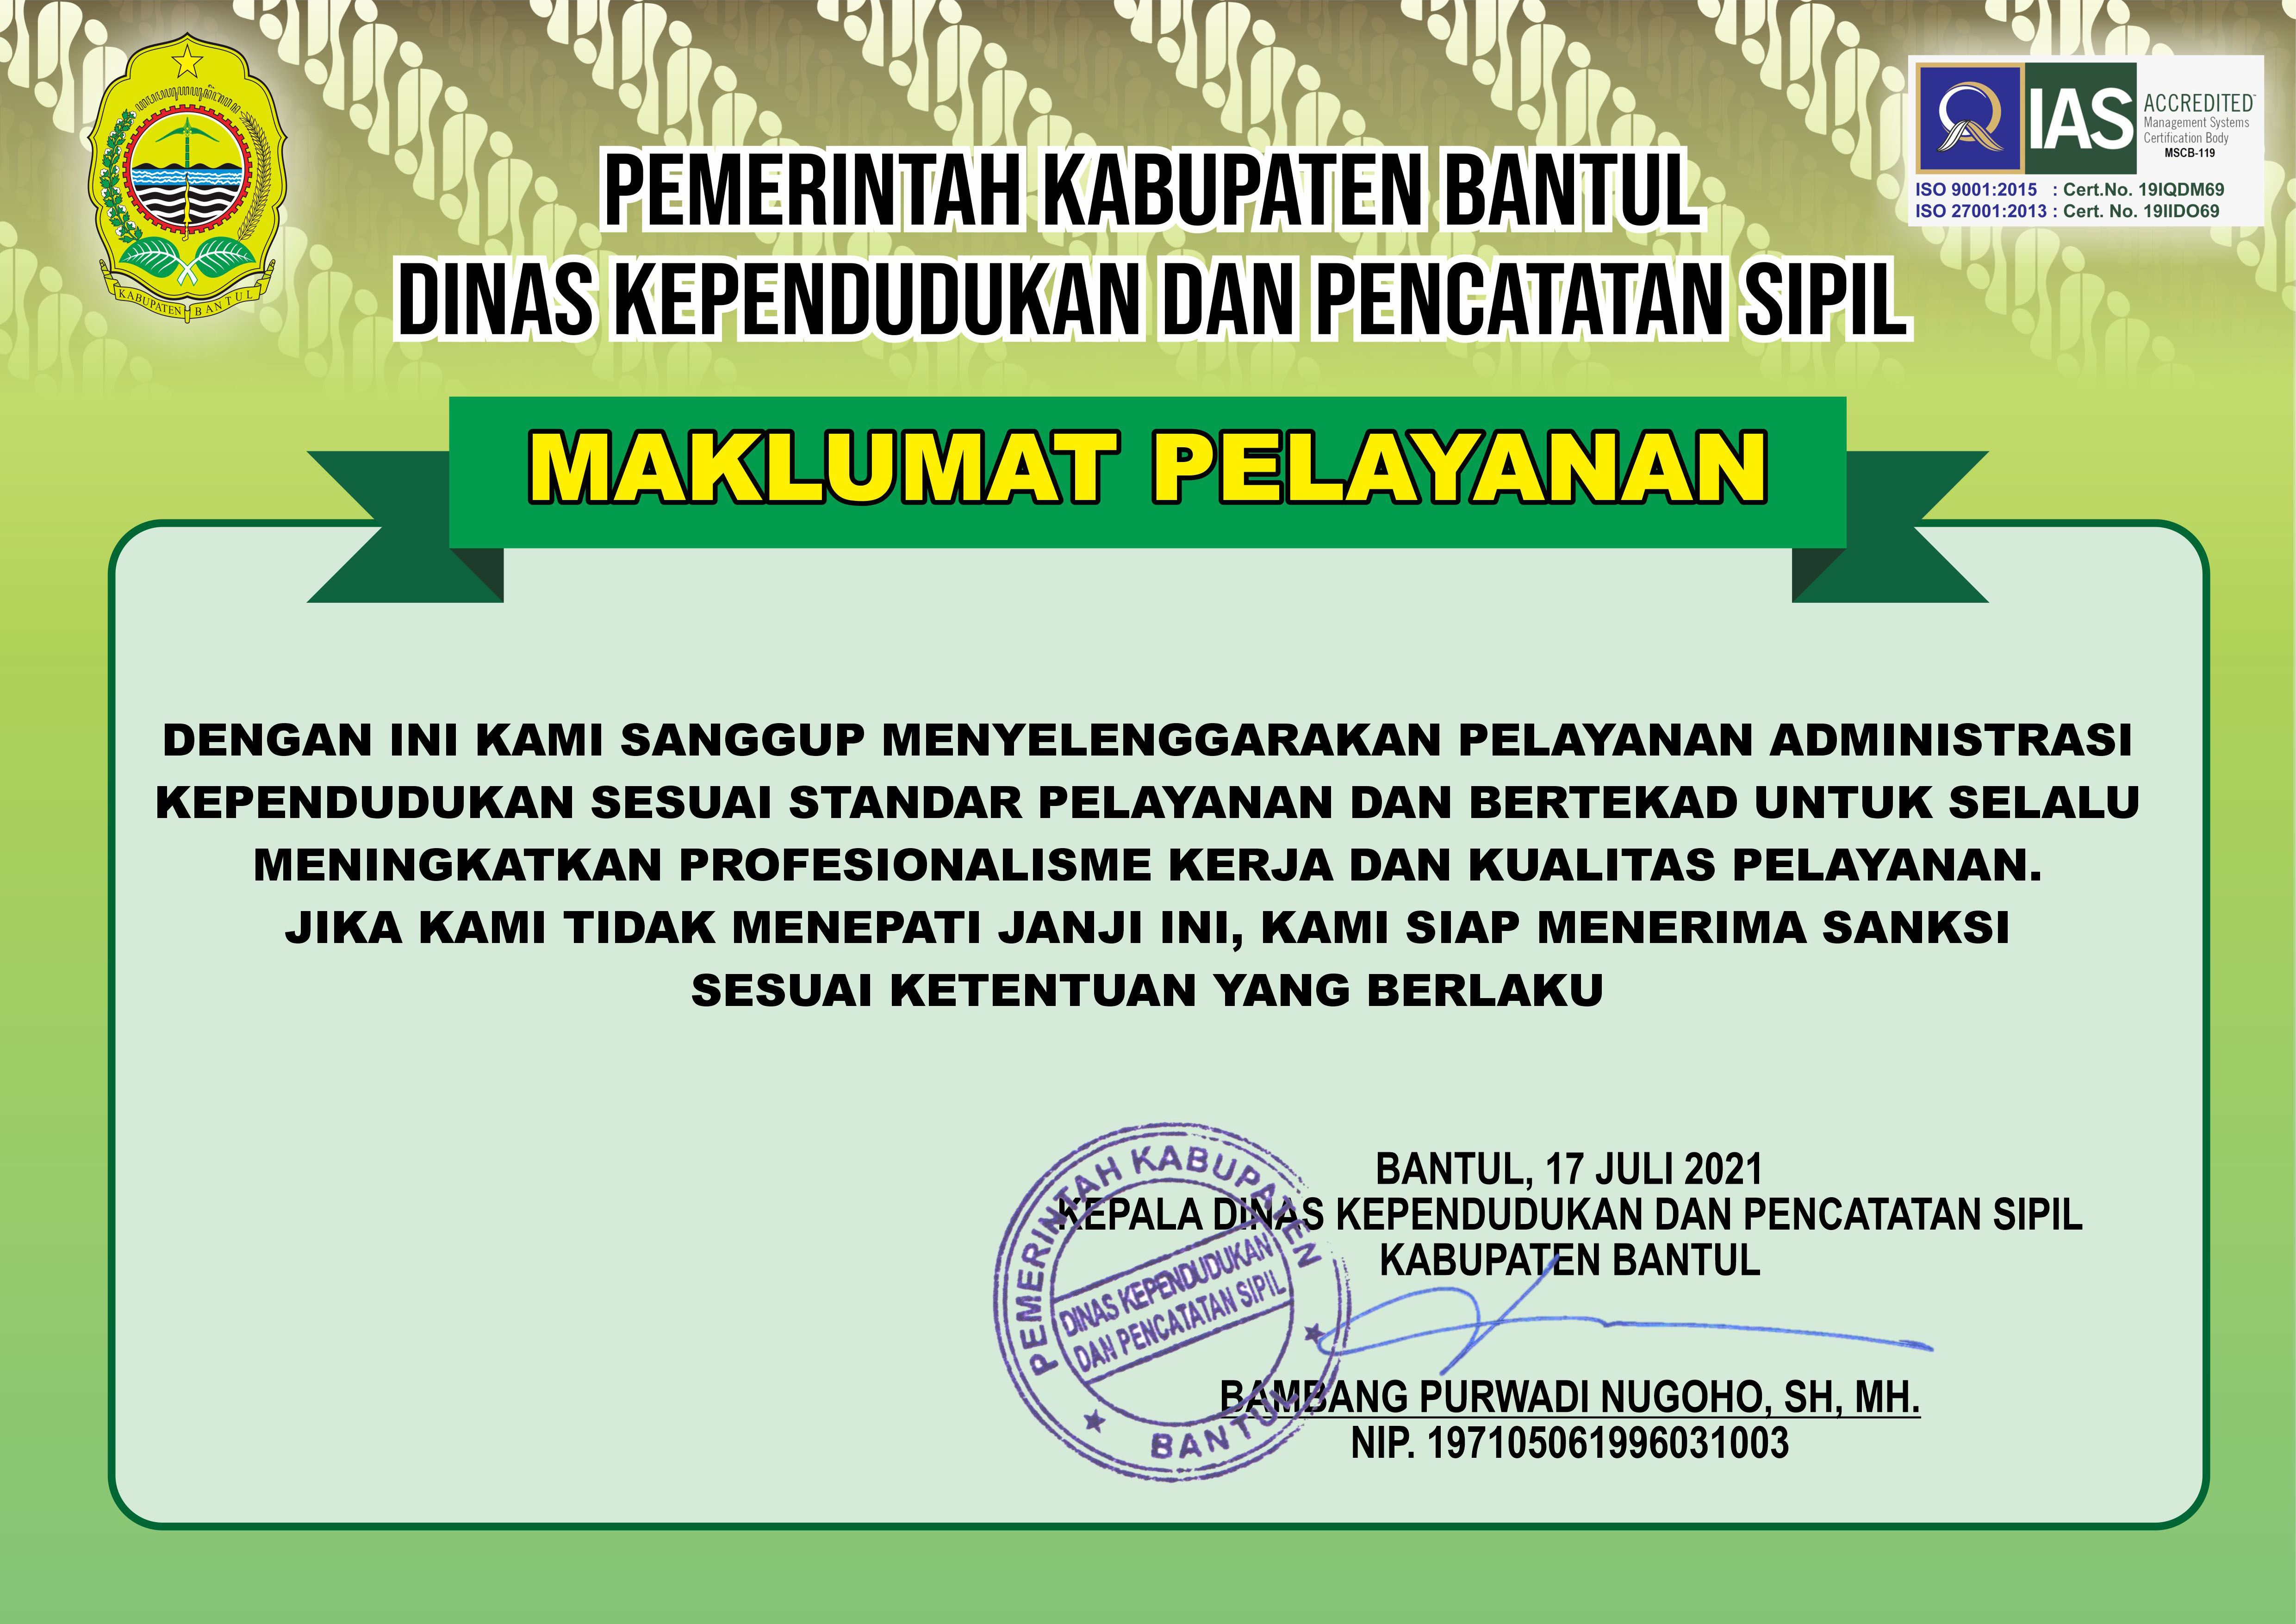 KABUPATEN BANTUL
IAS
ACCREDITED™
Management Systems
Certification Body
MSCB-119
ISO 9001:2015 : Cert.No. 19IQDM69
ISO 27001:2013 : Cert. No. 19IIDO69
PEMERINTAH KABUPATEN BANTUL
DINAS KEPENDUDUKAN DAN PENCATATAN SIPIL
MAKLUMAT PELAYANAN
DENGAN INI KAMI SANGGUP MENYELENGGARAKAN PELAYANAN ADMINISTRASI
KEPENDUDUKAN SESUAI STANDAR PELAYANAN DAN BERTEKAD UNTUK SELALU
MENINGKATKAN PROFESIONALISME KERJA DAN KUALITAS PELAYANAN.
JIKA KAMI TIDAK MENEPATI JANJI INI, KAMI SIAP MENERIMA SANKSI
SESUAI KETENTUAN YANG BERLAKU
BANTUL, 17 JULI 2021
KEPALA DINAS KEPENDUDUKAN DAN PENCATATAN SIPIL
KABUPATEN BANTUL
PEMERINTAH KABUPATEN
DINAS KEPENDUDUKAN
DAN PENCATATAN SIPIL
BANTUL
BAMBANG PURWADI NUGOHO, SH, MH.
NIP. 197105061996031003